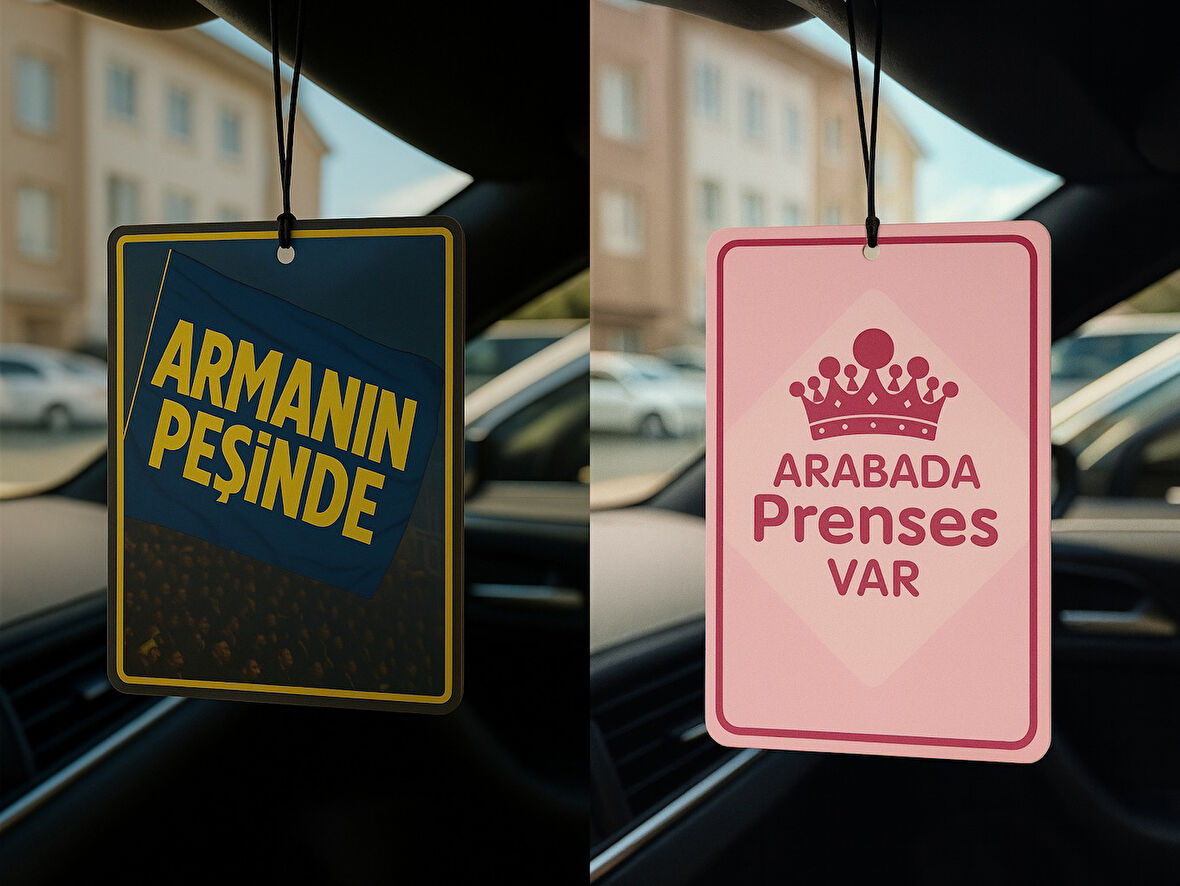 ARMANIN
PEŞİNDE
ARABADA
Prenses
VAR